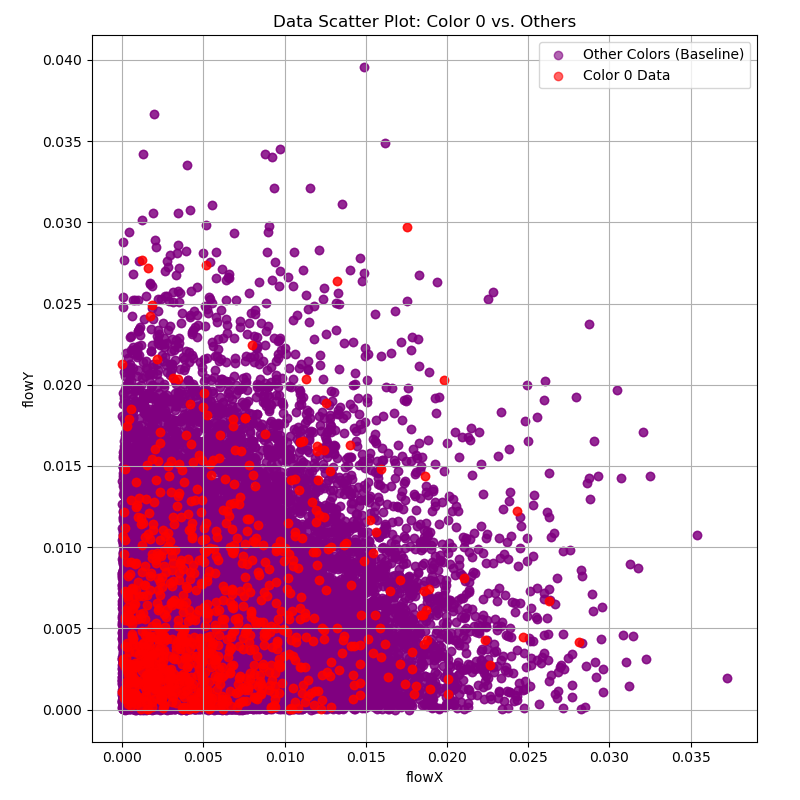 Data Scatter Plot: Color 0 vs. Others
Other Colors (Baseline)
Color 0 Data
0.040
0.035
0.030
0.025
0.020
0.015
0.010
0.005
0.000
flowY
0.000 0.005 0.010 0.015 0.020 0.025 0.030 0.035
flowX